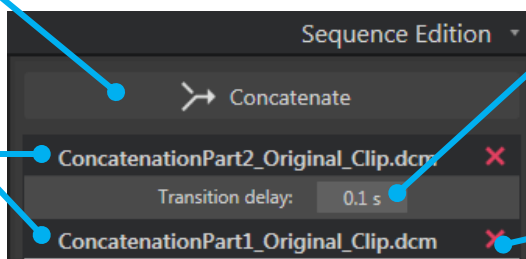 Sequence Edition
Concatenate
ConcatenationPart2_Original_Clip.dcm
Transition delay: 0.1 s
ConcatenationPart1_Original_Clip.dcm